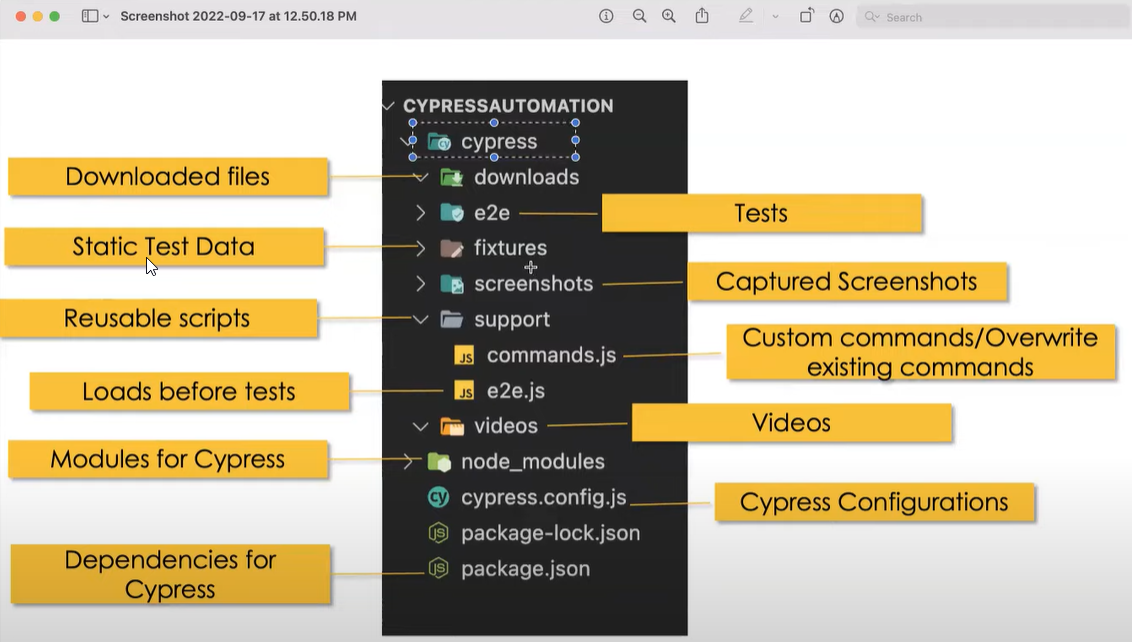 Screenshot 2022-09-17 at 12.50.18 PM
Search
CYPRESSAUTOMATION
cypress
Downloaded files
downloads
e2e
Tests
Static Test Data
fixtures
screenshots
Captured Screenshots
Reusable scripts
support
commands.js
Custom commands/Overwrite
existing commands
Loads before tests
e2e.js
videos
Videos
Modules for Cypress
node_modules
cypress.config.js
Cypress Configurations
package-lock.json
Dependencies for
Cypress
package.json